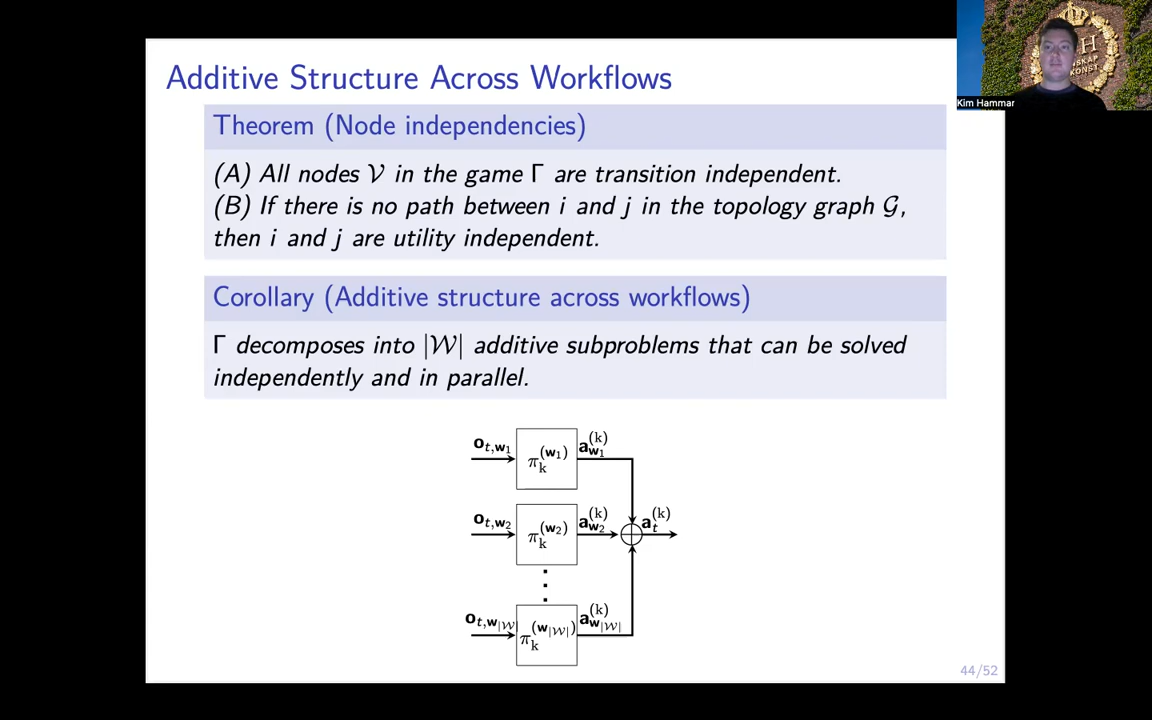 Additive Structure Across Workflows
Theorem (Node independencies)
(A) All nodes 𝒱 in the game Γ are transition independent.
(B) If there is no path between i and j in the topology graph 𝒢,
then i and j are utility independent.
Corollary (Additive structure across workflows)
Γ decomposes into |𝒲| additive subproblems that can be solved
independently and in parallel.
o_{t,w_1} π_k^{(w_1)} a_{w_1}^{(k)}
o_{t,w_2} π_k^{(w_2)} a_{w_2}^{(k)} a_t^{(k)}
o_{t,w_{|𝒲|}} π_k^{(w_{|𝒲|})} a_{w_{|𝒲|}}^{(k)}
44/52
H
SKAP
KONST
Kim Hammar